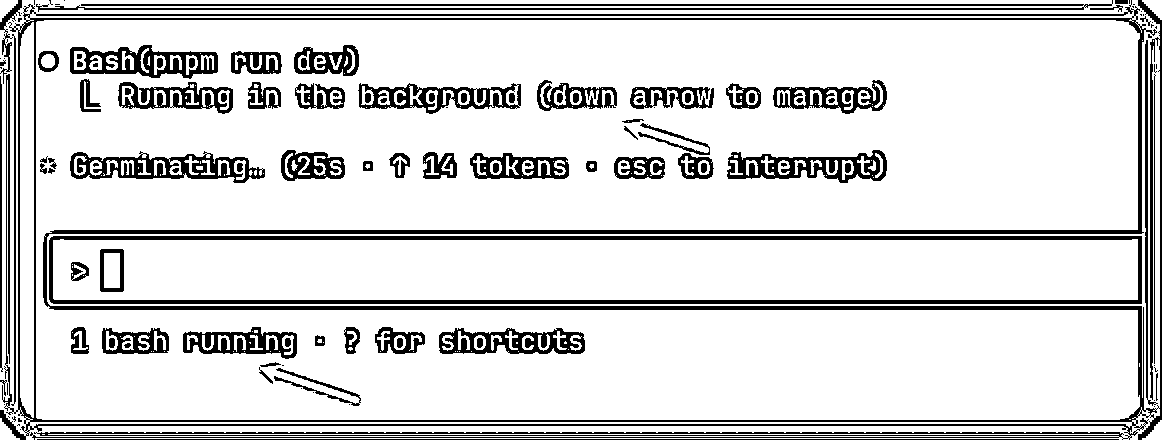 ○ Bash(pnpm run dev)
└ Running in the background (down arrow to manage)
* Germinating… (25s · ↑ 14 tokens · esc to interrupt)
>
1 bash running · ? for shortcuts